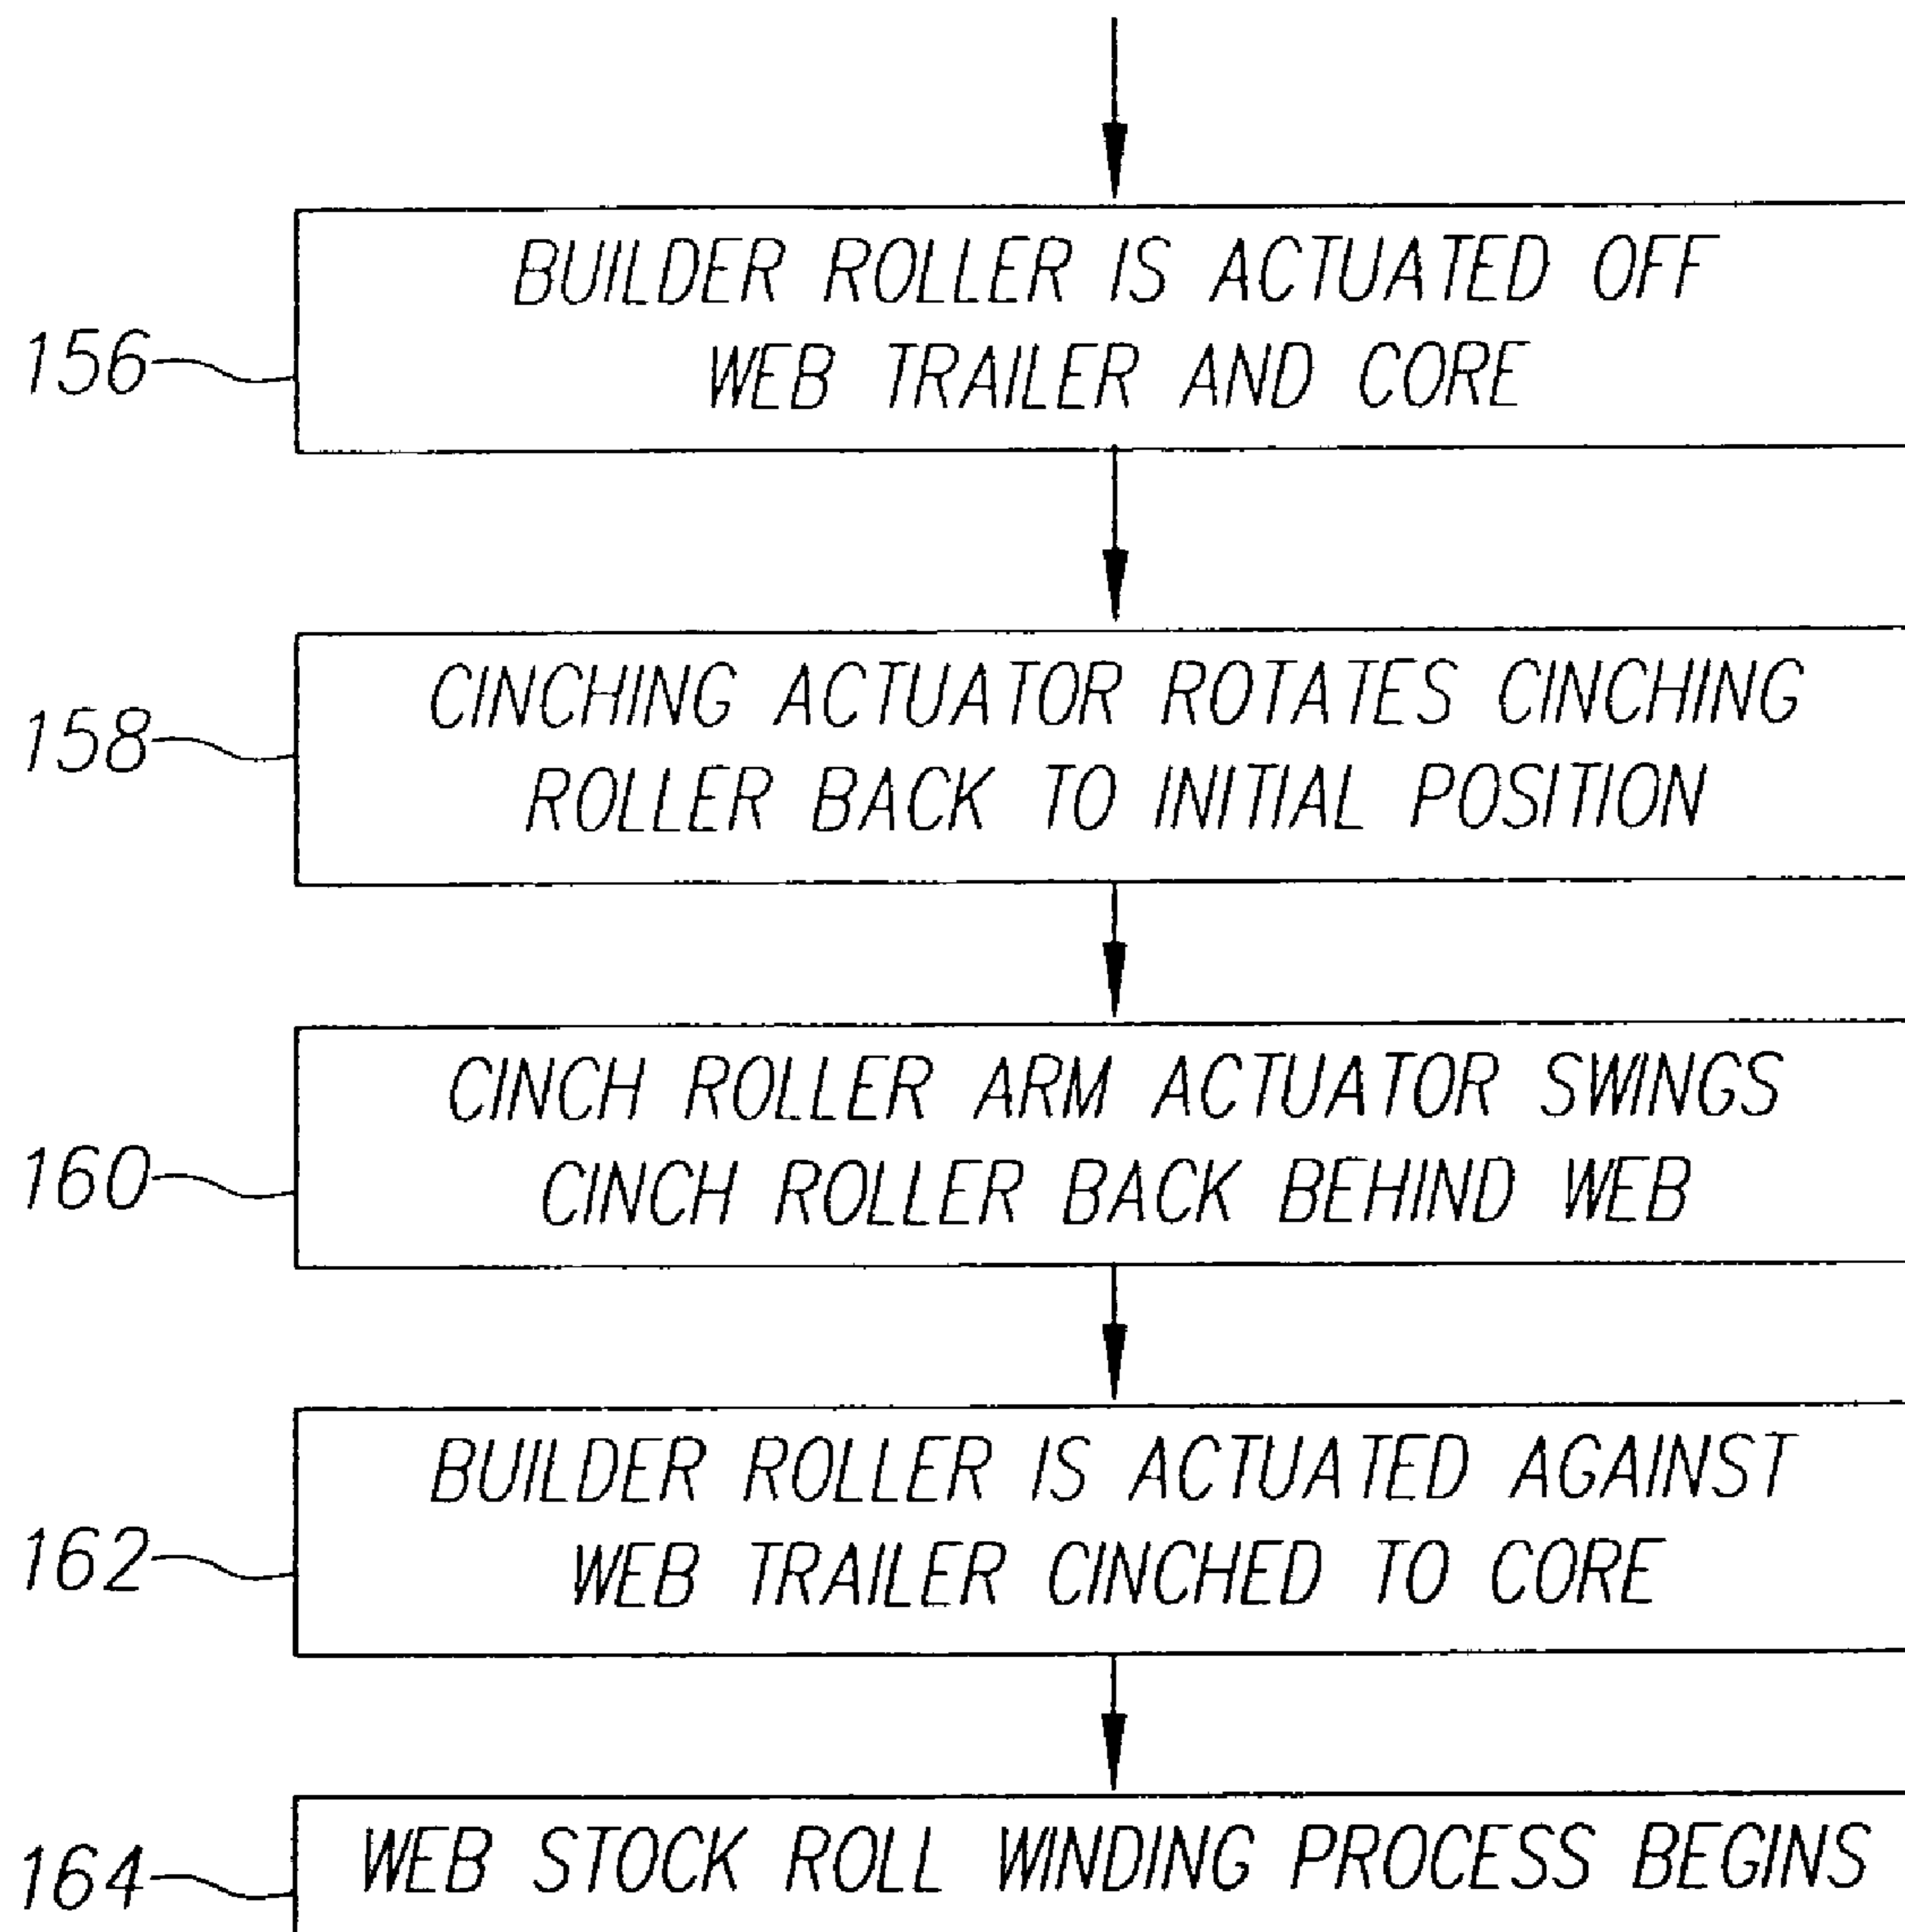 BUILDER ROLLER IS ACTUATED OFF
WEB TRAILER AND CORE
156
CINCHING ACTUATOR ROTATES CINCHING
ROLLER BACK TO INITIAL POSITION
158
CINCH ROLLER ARM ACTUATOR SWINGS
CINCH ROLLER BACK BEHIND WEB
160
BUILDER ROLLER IS ACTUATED AGAINST
WEB TRAILER CINCHED TO CORE
162
WEB STOCK ROLL WINDING PROCESS BEGINS
164